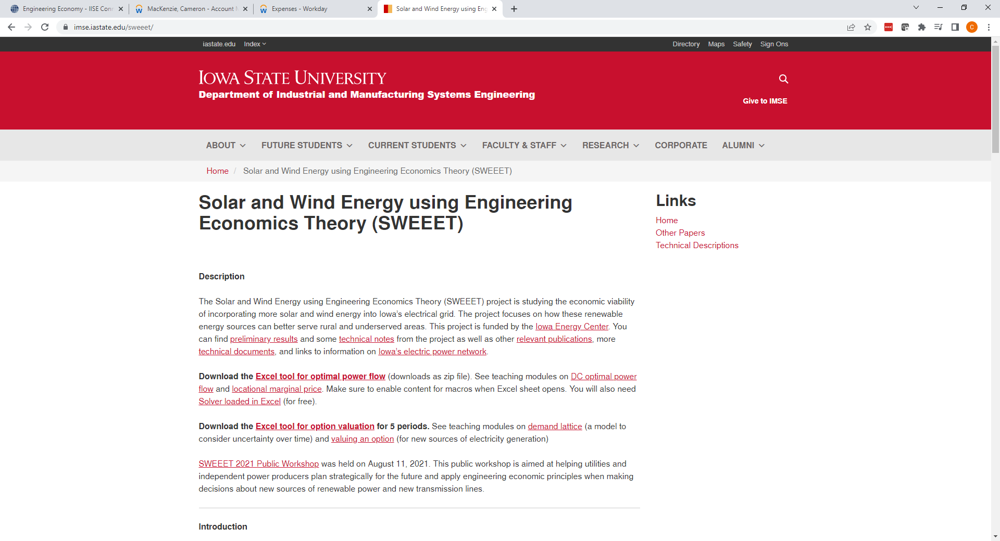 Engineering Economy - IISE Conn
MacKenzie, Cameron - Account M
Expenses - Workday
Solar and Wind Energy using Eng
imse.iastate.edu/sweeet/
C
iastate.edu Index
Directory Maps Safety Sign Ons
IOWA STATE UNIVERSITY
Department of Industrial and Manufacturing Systems Engineering
Give to IMSE
ABOUT FUTURE STUDENTS CURRENT STUDENTS FACULTY & STAFF RESEARCH CORPORATE ALUMNI
Home / Solar and Wind Energy using Engineering Economics Theory (SWEEET)
Solar and Wind Energy using Engineering
Economics Theory (SWEEET)
Links
Home
Other Papers
Technical Descriptions
Description
The Solar and Wind Energy using Engineering Economics Theory (SWEEET) project is studying the economic viability
of incorporating more solar and wind energy into Iowa’s electrical grid. The project focuses on how these renewable
energy sources can better serve rural and underserved areas. This project is funded by the Iowa Energy Center. You
can find preliminary results and some technical notes from the project as well as other relevant publications, more
technical documents, and links to information on Iowa’s electric power network.
Download the Excel tool for optimal power flow (downloads as zip file). See teaching modules on DC optimal power
flow and locational marginal price. Make sure to enable content for macros when Excel sheet opens. You will also need
Solver loaded in Excel (for free).
Download the Excel tool for option valuation for 5 periods. See teaching modules on demand lattice (a model to
consider uncertainty over time) and valuing an option (for new sources of electricity generation)
SWEEET 2021 Public Workshop was held on August 11, 2021. This public workshop is aimed at helping utilities and
independent power producers plan strategically for the future and apply engineering economic principles when making
decisions about new sources of renewable power and new transmission lines.
Introduction